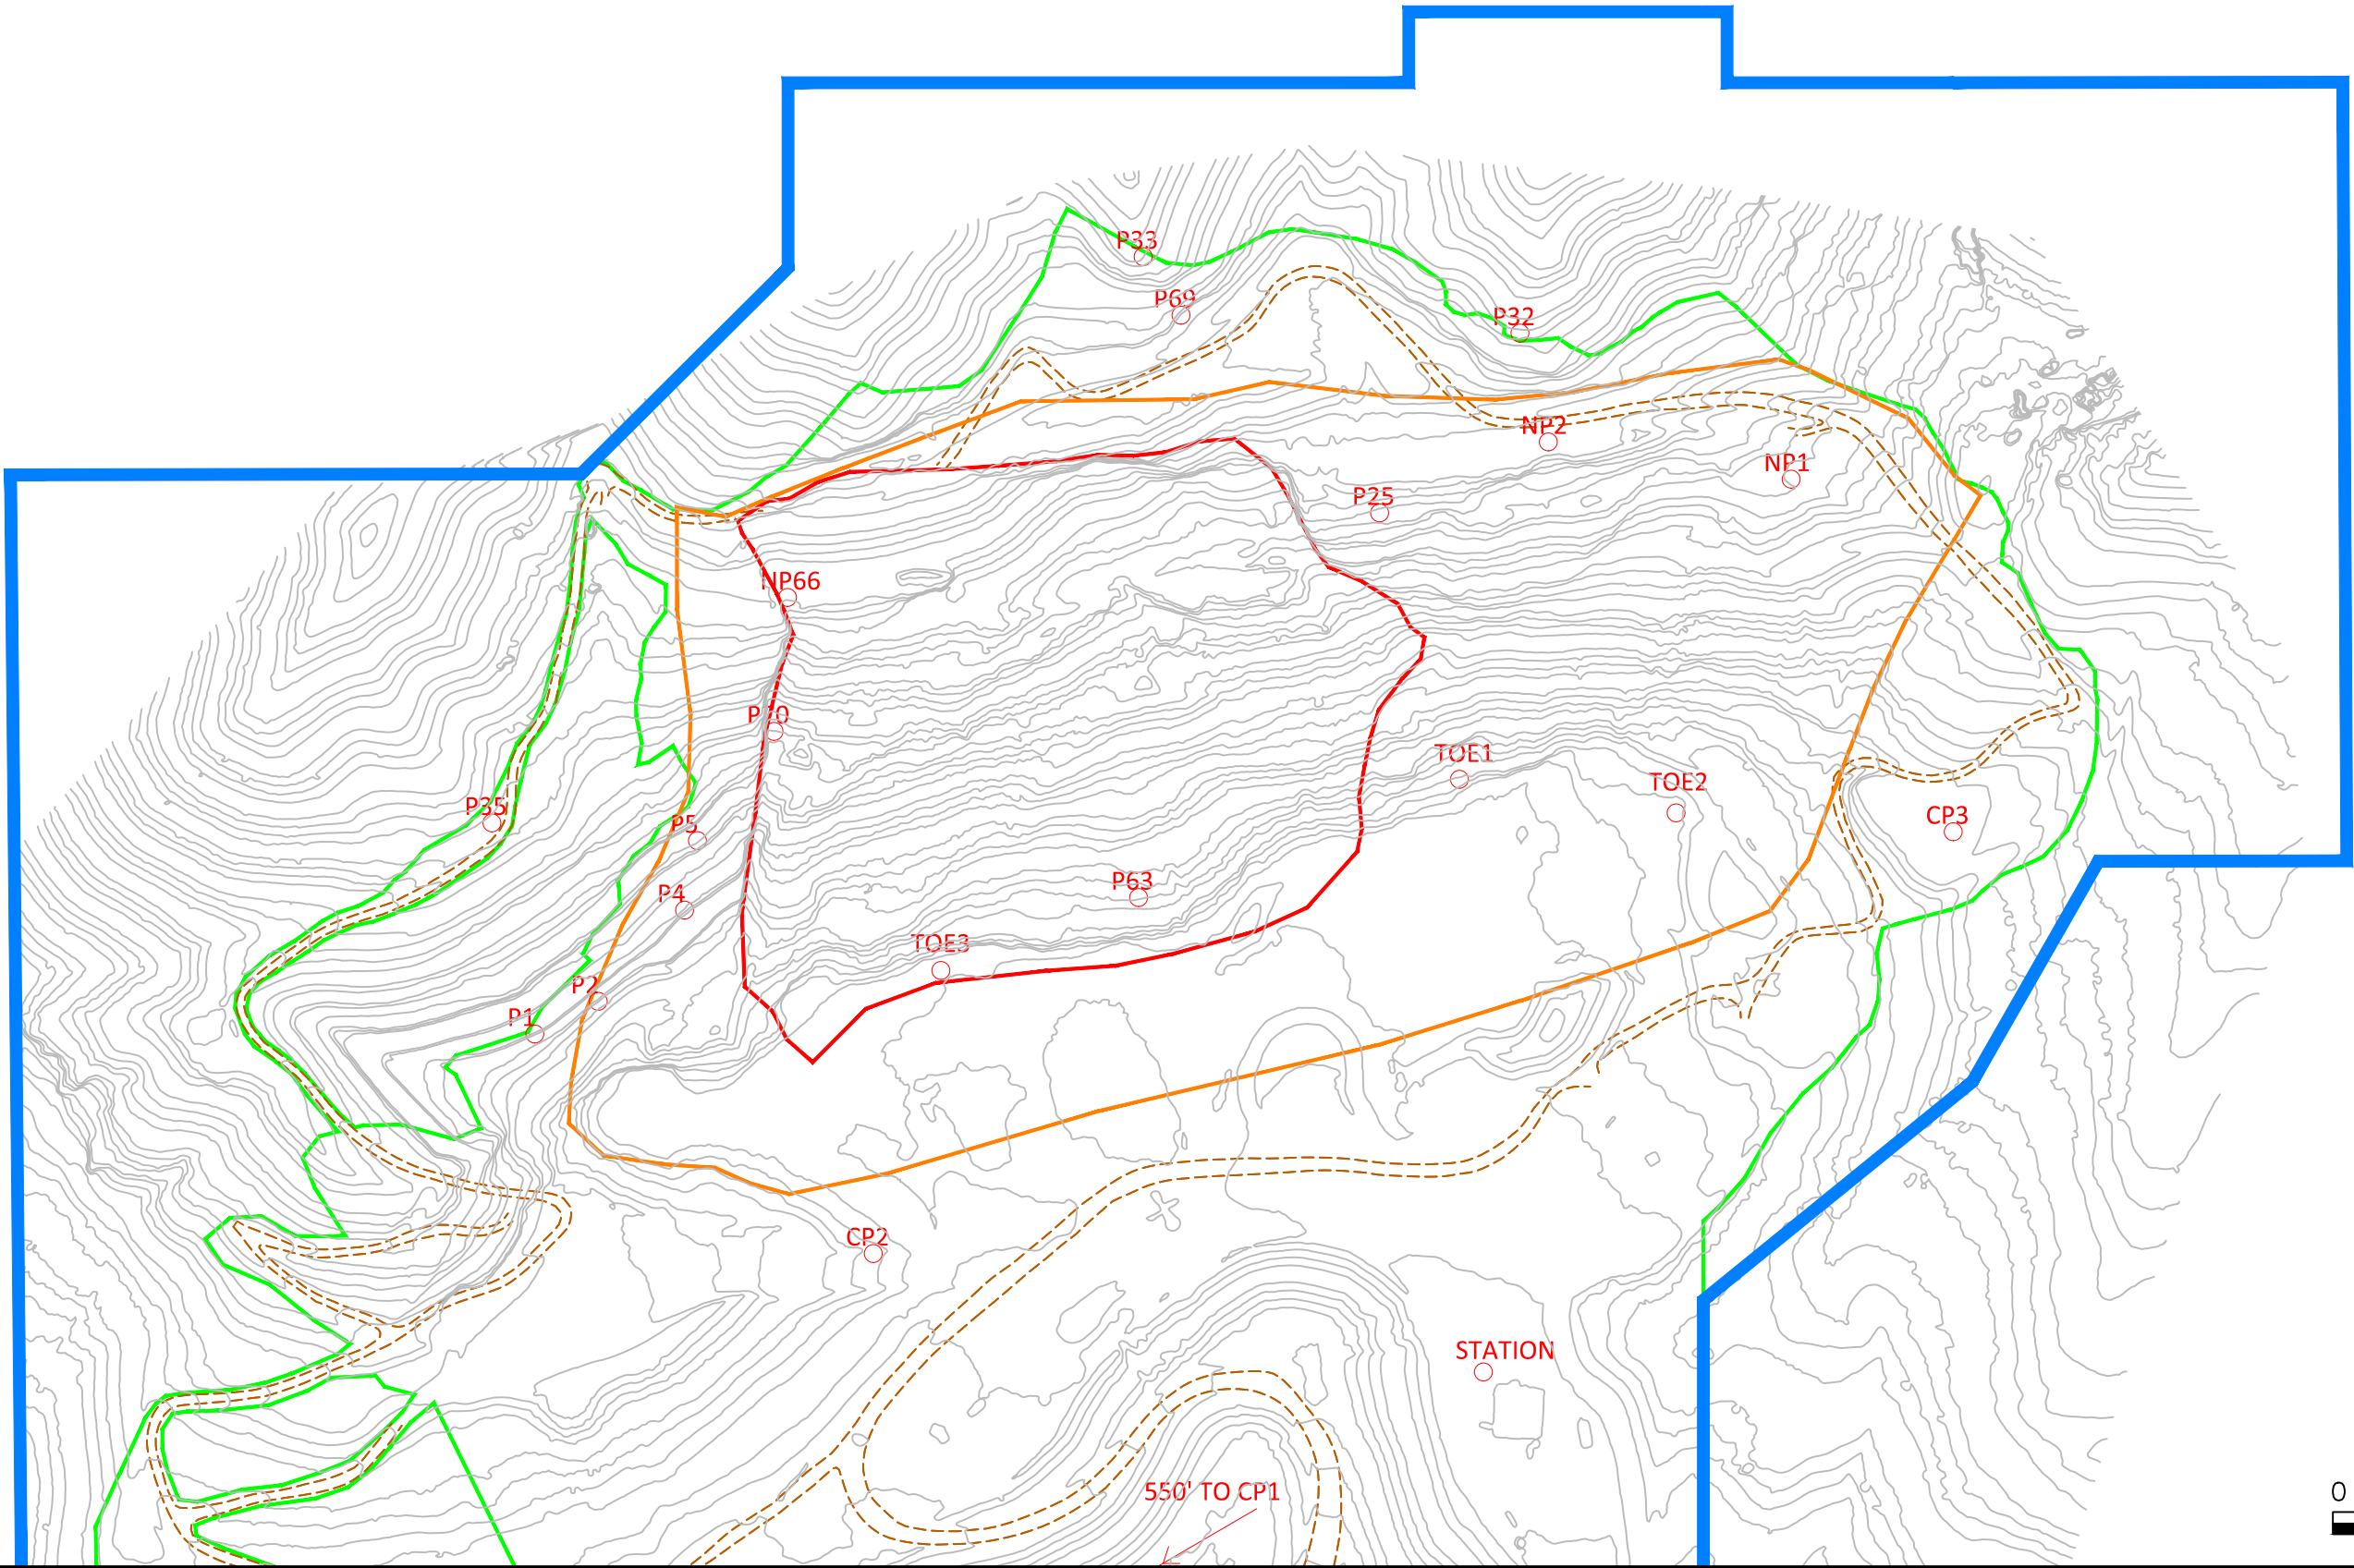 P33
P69
P32
NP2
NP1
P25
NP66
P70
TOE1
TOE2
P35
CP3
P5
P63
P4
TOE3
P2
P1
CP2
STATION
550' TO CP1
0